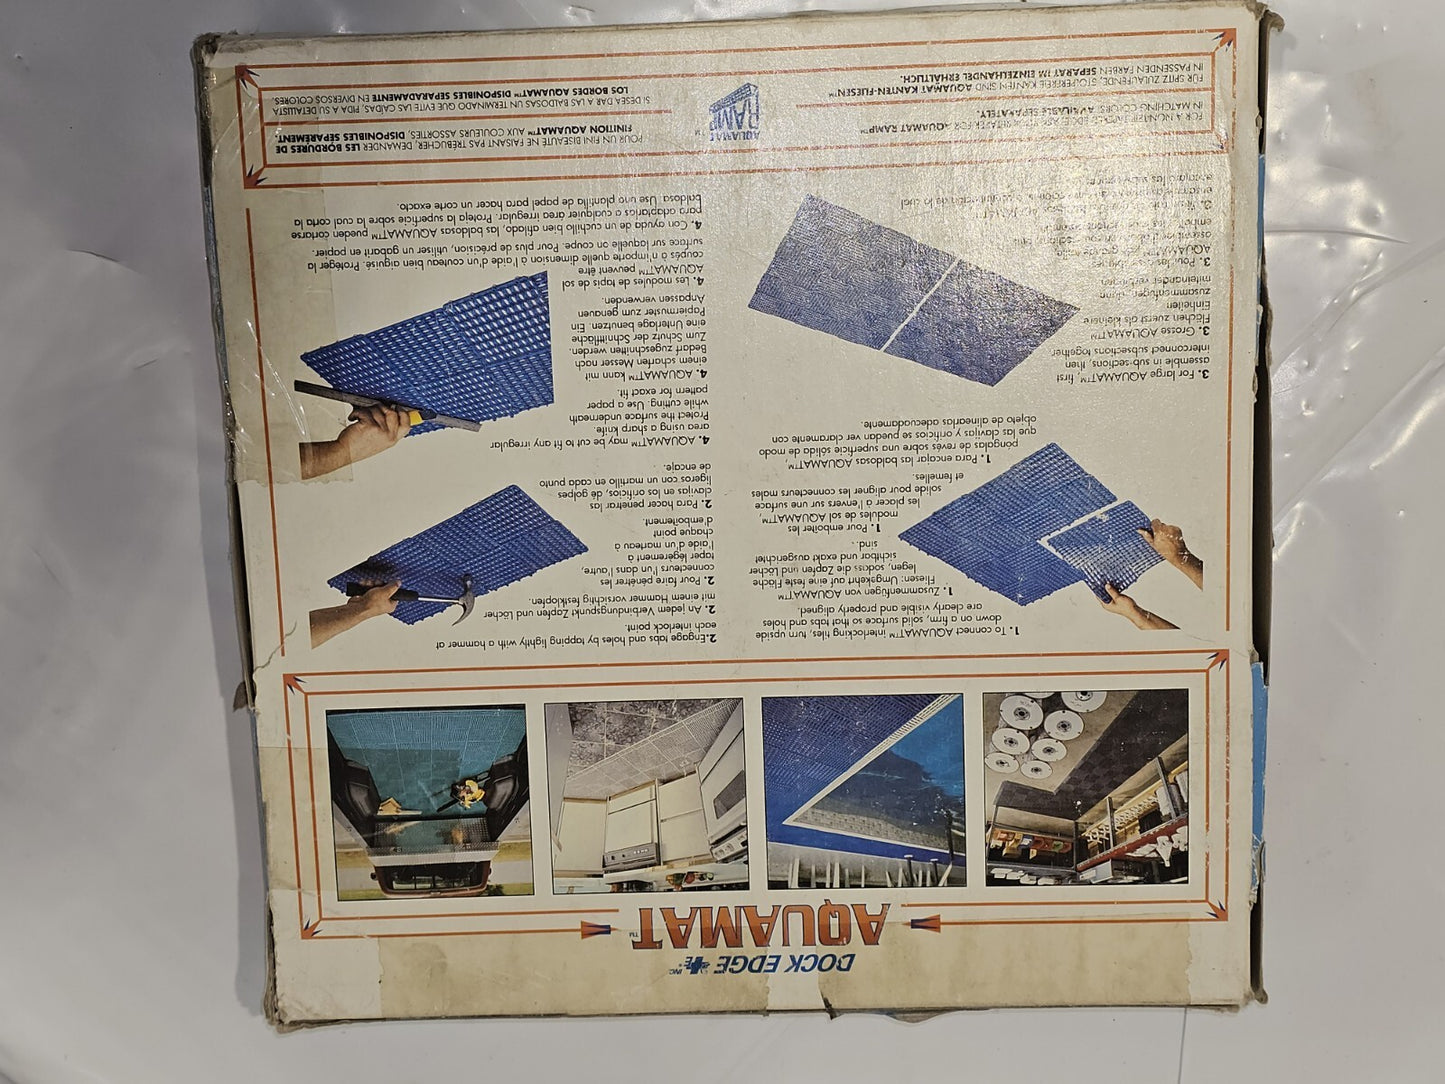 DOCK EDGE + INC.
AQUAMAT™
1. To connect AQUAMAT™ interlocking tiles, turn upside
down on a firm, solid surface so that tabs and holes
are clearly visible and properly aligned.
1. Zusammenfügen von AQUAMAT™
Fliesen: Umgekehrt auf eine feste Fläche
legen, sodass die Zapfen und Löcher
sichtbar und exakt ausgerichtet
sind.
1. Pour emboîter les
modules de sol AQUAMAT™,
les placer à l'envers sur une surface
solide pour aligner les connecteurs mâles
et femelles.
1. Para encajar las baldosas AQUAMAT™,
póngalas de revés sobre una superficie sólida de modo
que las clavijas y orificios se puedan ver claramente con
objeto de alinearlas adecuadamente.
2. Engage tabs and holes by tapping lightly with a hammer at
each interlock point.
2. An jedem Verbindungspunkt Zapfen und Löcher
mit einem Hammer vorsichtig festklopfen.
2. Pour faire pénétrer les
connecteurs l'un dans l'autre,
taper légèrement à
l'aide d'un marteau à
chaque point
d'emboîtement.
2. Para hacer penetrar las
clavijas en los orificios, dé golpes
ligeros con un martillo en cada punto
de encaje.
3. For large AQUAMAT™, first
assemble in sub-sections, then,
interconnect subsections together
3. Grosse AQUAMAT™
Flächen als kleinere
Einheiten
zusammenfügen, dann
miteinander verbinden.
3. Pour les
AQUAMAT™
4. AQUAMAT™ may be cut to fit any irregular
area using a sharp knife.
Protect the surface underneath
while cutting. Use a paper
pattern for exact fit.
4. AQUAMAT™ kann mit
einem scharfen Messer nach
Bedarf zugeschnitten werden.
Zum Schutz der Schnittfläche
eine Unterlage benutzen. Ein
Papiermuster zum genauen
Anpassen verwenden.
4. Les modules de tapis de sol
AQUAMAT™ peuvent être
coupés à n'importe quelle dimension à l'aide d'un couteau bien aiguisé. Protéger la
surface sur laquelle on coupe. Pour plus de précision, utiliser un gabarit en papier.
4. Con ayuda de un cuchillo bien afilado, las baldosas AQUAMAT™ pueden cortarse
para adaptarlas a cualquier área irregular. Proteja la superficie sobre la cual corta la
baldosa. Use una plantilla de papel para hacer un corte exacto.
AQUAMAT
RAMP
™
FOR NON-TRIP
ASK RETAILER FOR AQUAMAT RAMP™
IN MATCHING COLORS. AVAILABLE SEPARATELY.
FÜR SPITZ ZULAUFENDE, STOLPERFREIE KANTEN SIND AQUAMAT KANTEN-FLIESEN™
IN PASSENDEN FARBEN SEPARAT IM EINZELHANDEL ERHÄLTLICH.
POUR UN FINI BISEAUTÉ NE FAISANT PAS TRÉBUCHER, DEMANDER LES BORDURES DE
FINITION AQUAMAT™ AUX COULEURS ASSORTIES, DISPONIBLES SÉPARÉMENT.
SI DESEA DAR A LAS BALDOSAS UN TERMINADO QUE EVITE LAS CAÍDAS, PIDA A SU DETALLISTA
LOS BORDES AQUAMAT™ DISPONIBLES SEPARADAMENTE EN DIVERSOS COLORES.